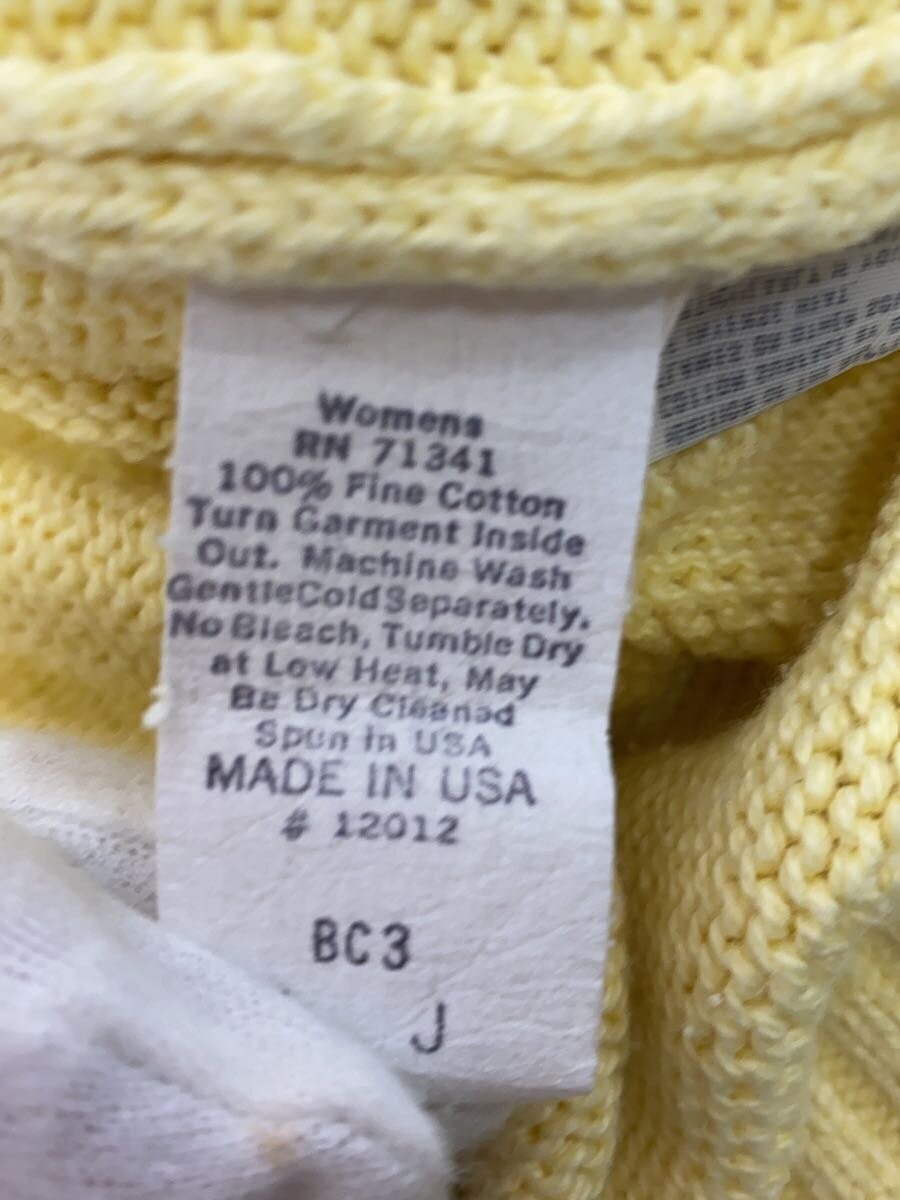 Womens
RN 71341
100% Fine Cotton
Turn Garment Inside
Out. Machine Wash
GentleColdSeparately.
No Bleach, Tumble Dry
at Low Heat, May
Be Dry Cleaned
Spun in USA
MADE IN USA
# 12012
BC3
J